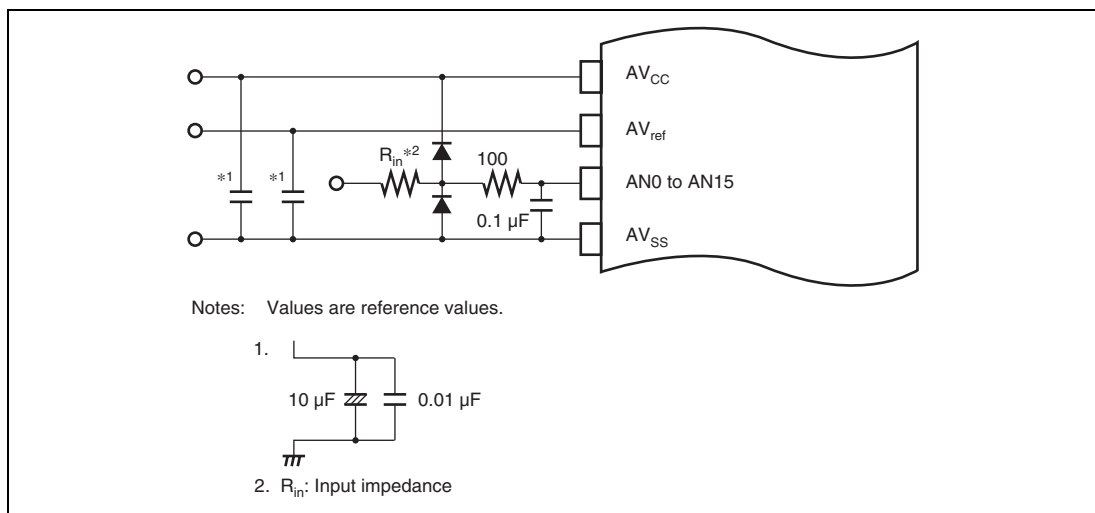 AVCC
AVref
Rin*2
100
*1
*1
AN0 to AN15
0.1 µF
AVSS
Notes: Values are reference values.
1.
10 µF
0.01 µF
2. Rin: Input impedance